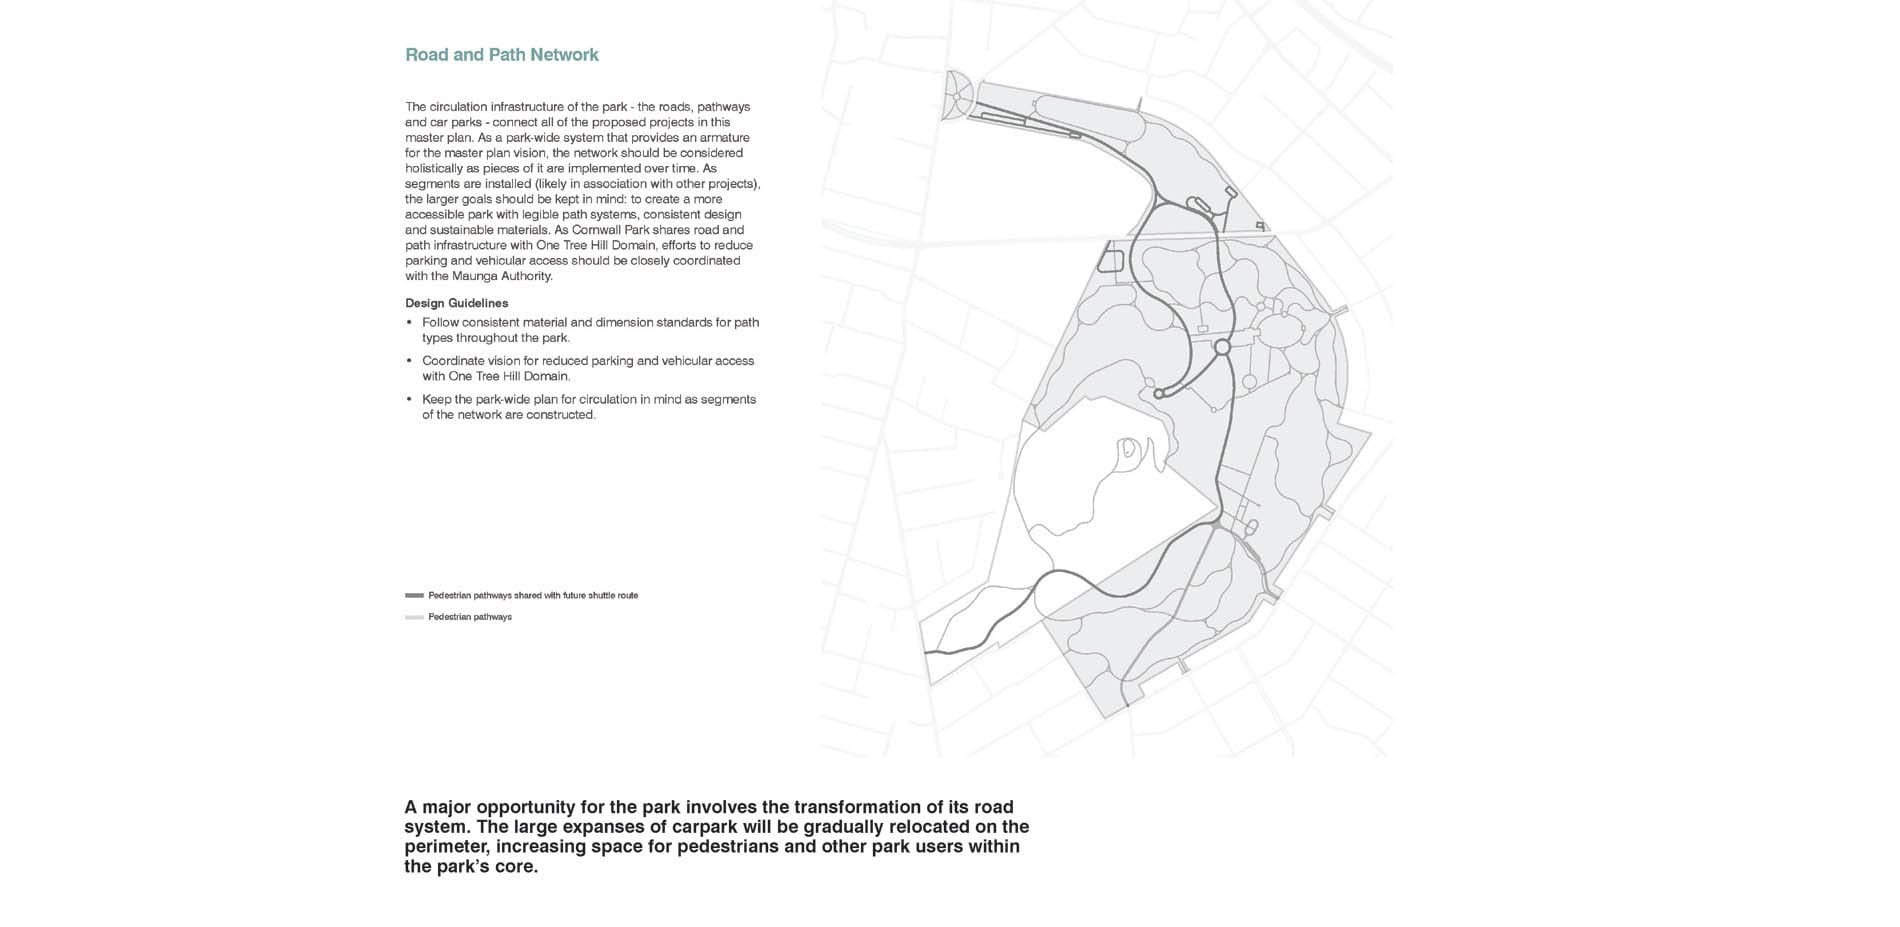 Road and Path Network
The circulation infrastructure of the park - the roads, pathways
and car parks - connect all of the proposed projects in this
master plan. As a park-wide system that provides an armature
for the master plan vision, the network should be considered
holistically as pieces of it are implemented over time. As
segments are installed (likely in association with other projects),
the larger goals should be kept in mind: to create a more
accessible park with legible path systems, consistent design
and sustainable materials. As Cornwall Park shares road and
path infrastructure with One Tree Hill Domain, efforts to reduce
parking and vehicular access should be closely coordinated
with the Maunga Authority.
Design Guidelines
• Follow consistent material and dimension standards for path
types throughout the park.
• Coordinate vision for reduced parking and vehicular access
with One Tree Hill Domain.
• Keep the park-wide plan for circulation in mind as segments
of the network are constructed.
Pedestrian pathways shared with future shuttle route
Pedestrian pathways
A major opportunity for the park involves the transformation of its road
system. The large expanses of carpark will be gradually relocated on the
perimeter, increasing space for pedestrians and other park users within
the park’s core.